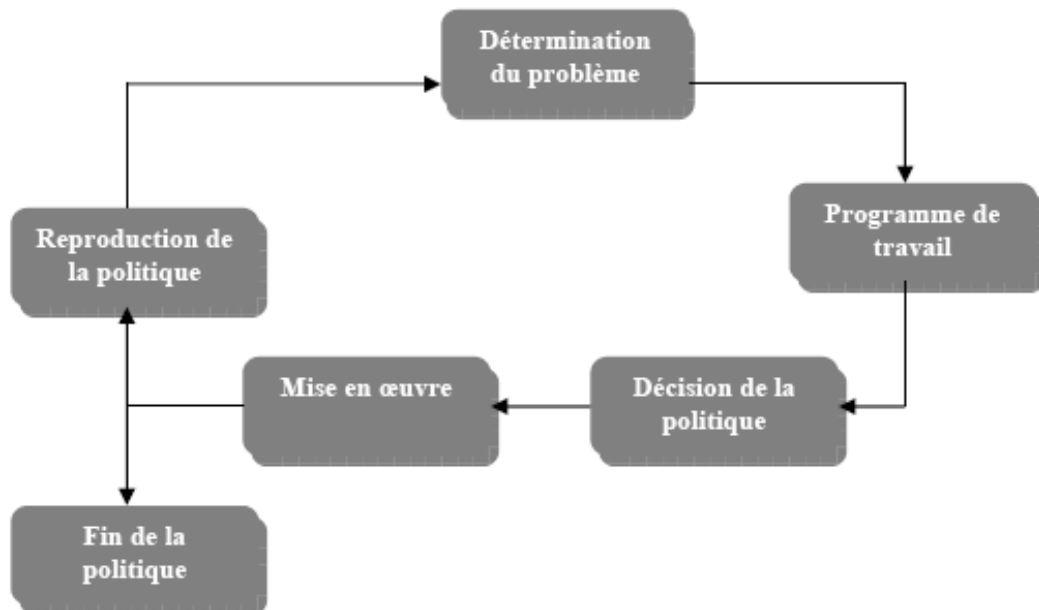 Détermination
du problème
Programme de
travail
Reproduction de
la politique
Mise en œuvre
Décision de la
politique
Fin de la
politique